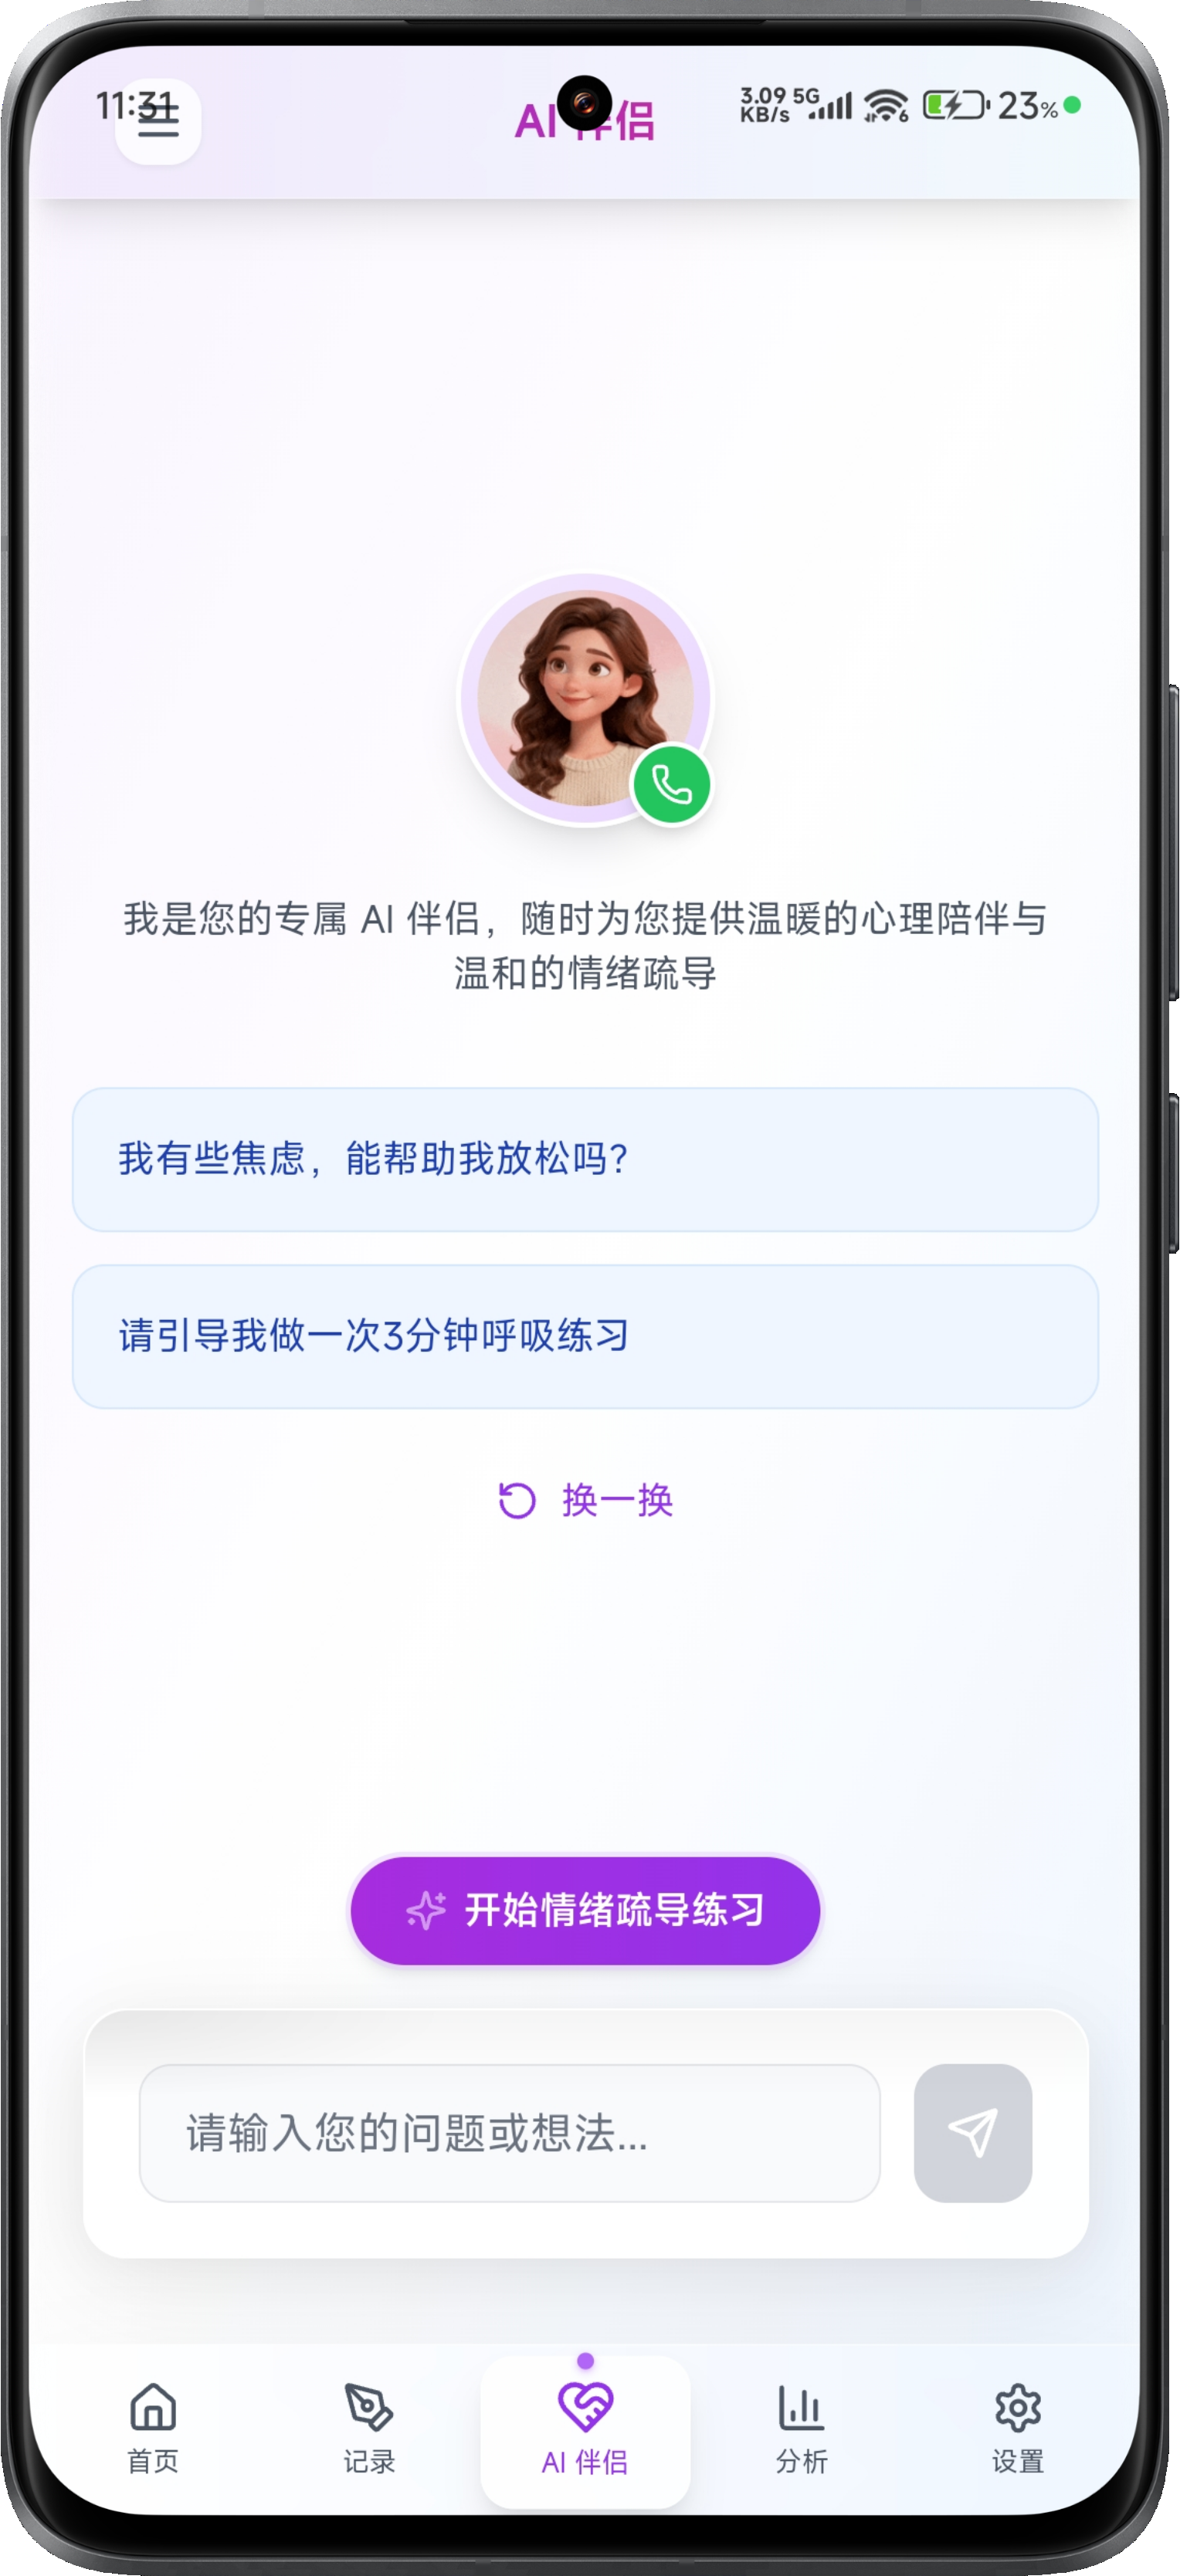 11:31
AI 伴侣
3.09 KB/s 5G 6 23%
我是您的专属 AI 伴侣，随时为您提供温暖的心理陪伴与
温和的情绪疏导
我有些焦虑，能帮助我放松吗？
请引导我做一次3分钟呼吸练习
换一换
开始情绪疏导练习
请输入您的问题或想法...
首页 记录 AI 伴侣 分析 设置